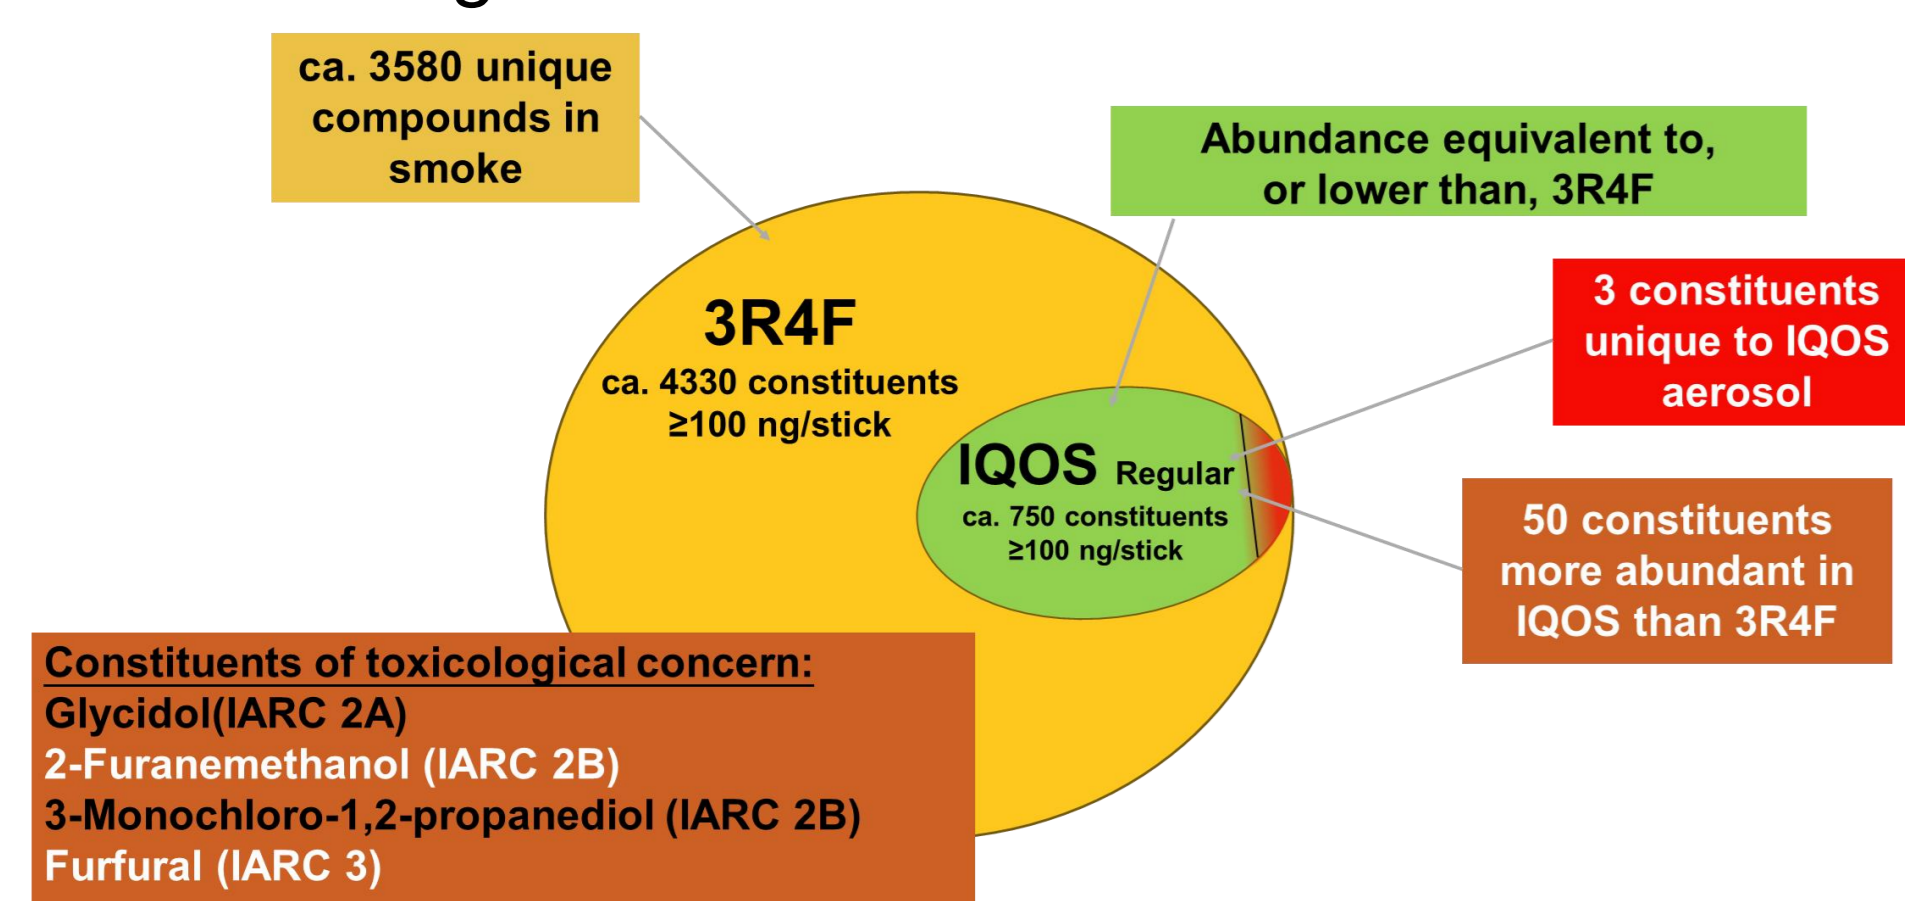 ca. 3580 unique
compounds in
smoke
Abundance equivalent to,
or lower than, 3R4F
3 constituents
unique to IQOS
aerosol
3R4F
ca. 4330 constituents
≥100 ng/stick
IQOS Regular
ca. 750 constituents
≥100 ng/stick
50 constituents
more abundant in
IQOS than 3R4F
Constituents of toxicological concern:
Glycidol(IARC 2A)
2-Furanemethanol (IARC 2B)
3-Monochloro-1,2-propanediol (IARC 2B)
Furfural (IARC 3)